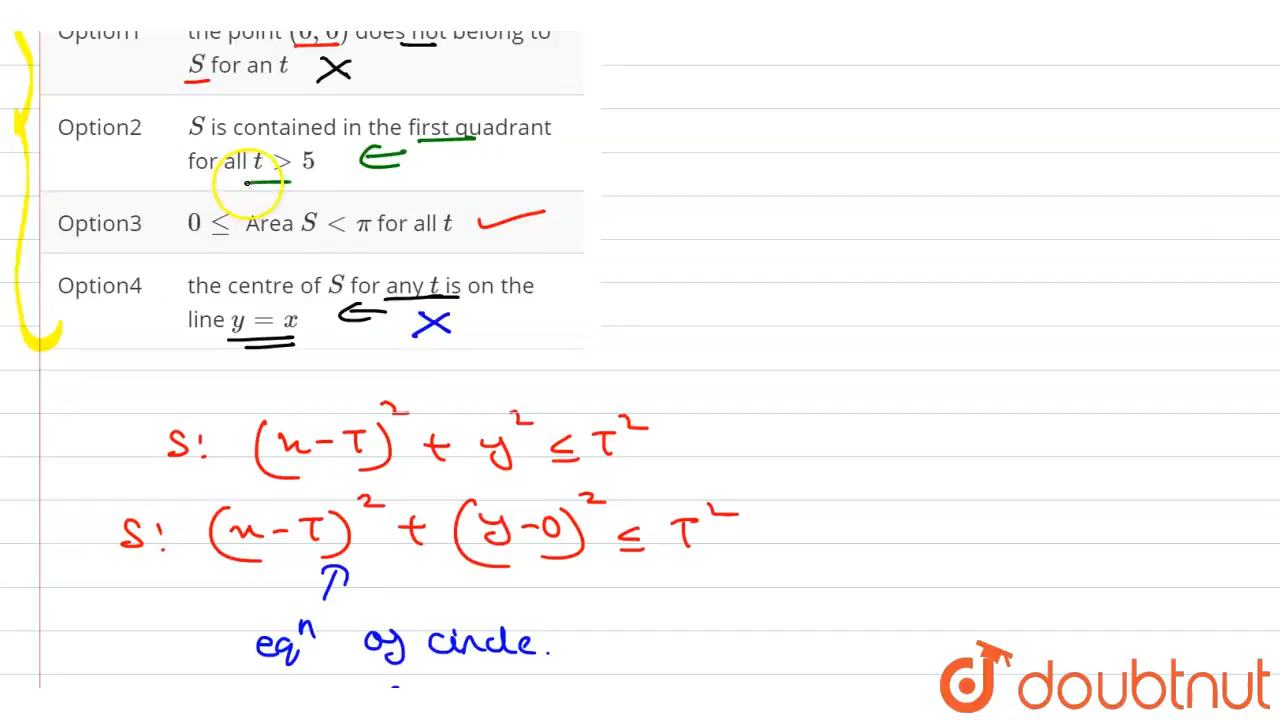 Option1 the point (0, 0) does not belong to
S for an t ×
Option2 S is contained in the first quadrant
for all t > 5
Option3 0 ≤ Area S < π for all t ✓
Option4 the centre of S for any t is on the
line y = x ×
S: (x-T)² + y² ≤ T²
S: (x-T)² + (y-0)² ≤ T²
eqⁿ of circle.
doubtnut